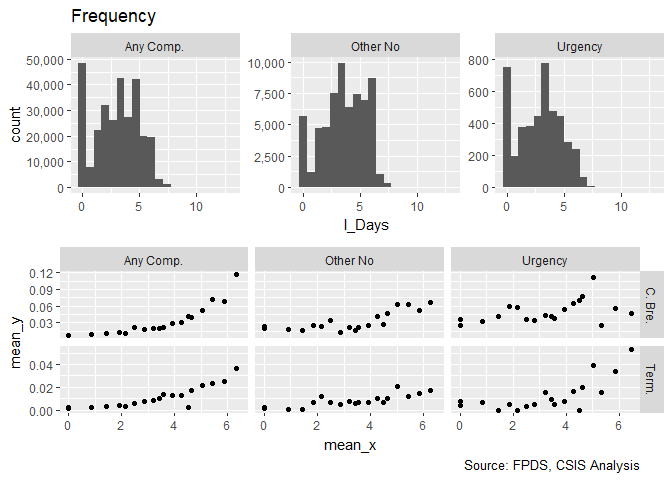 Frequency
Any Comp. Other No Urgency
50,000 40,000 30,000 20,000 10,000 0
10,000 7,500 5,000 2,500 0
800 600 400 200 0
count
0 5 10 0 5 10 0 5 10
l_Days
Any Comp. Other No Urgency
0.12 0.09 0.06 0.03
C. Bre.
mean_y
0.04 0.02 0.00
Term.
0 2 4 6 0 2 4 6 0 2 4 6
mean_x
Source: FPDS, CSIS Analysis